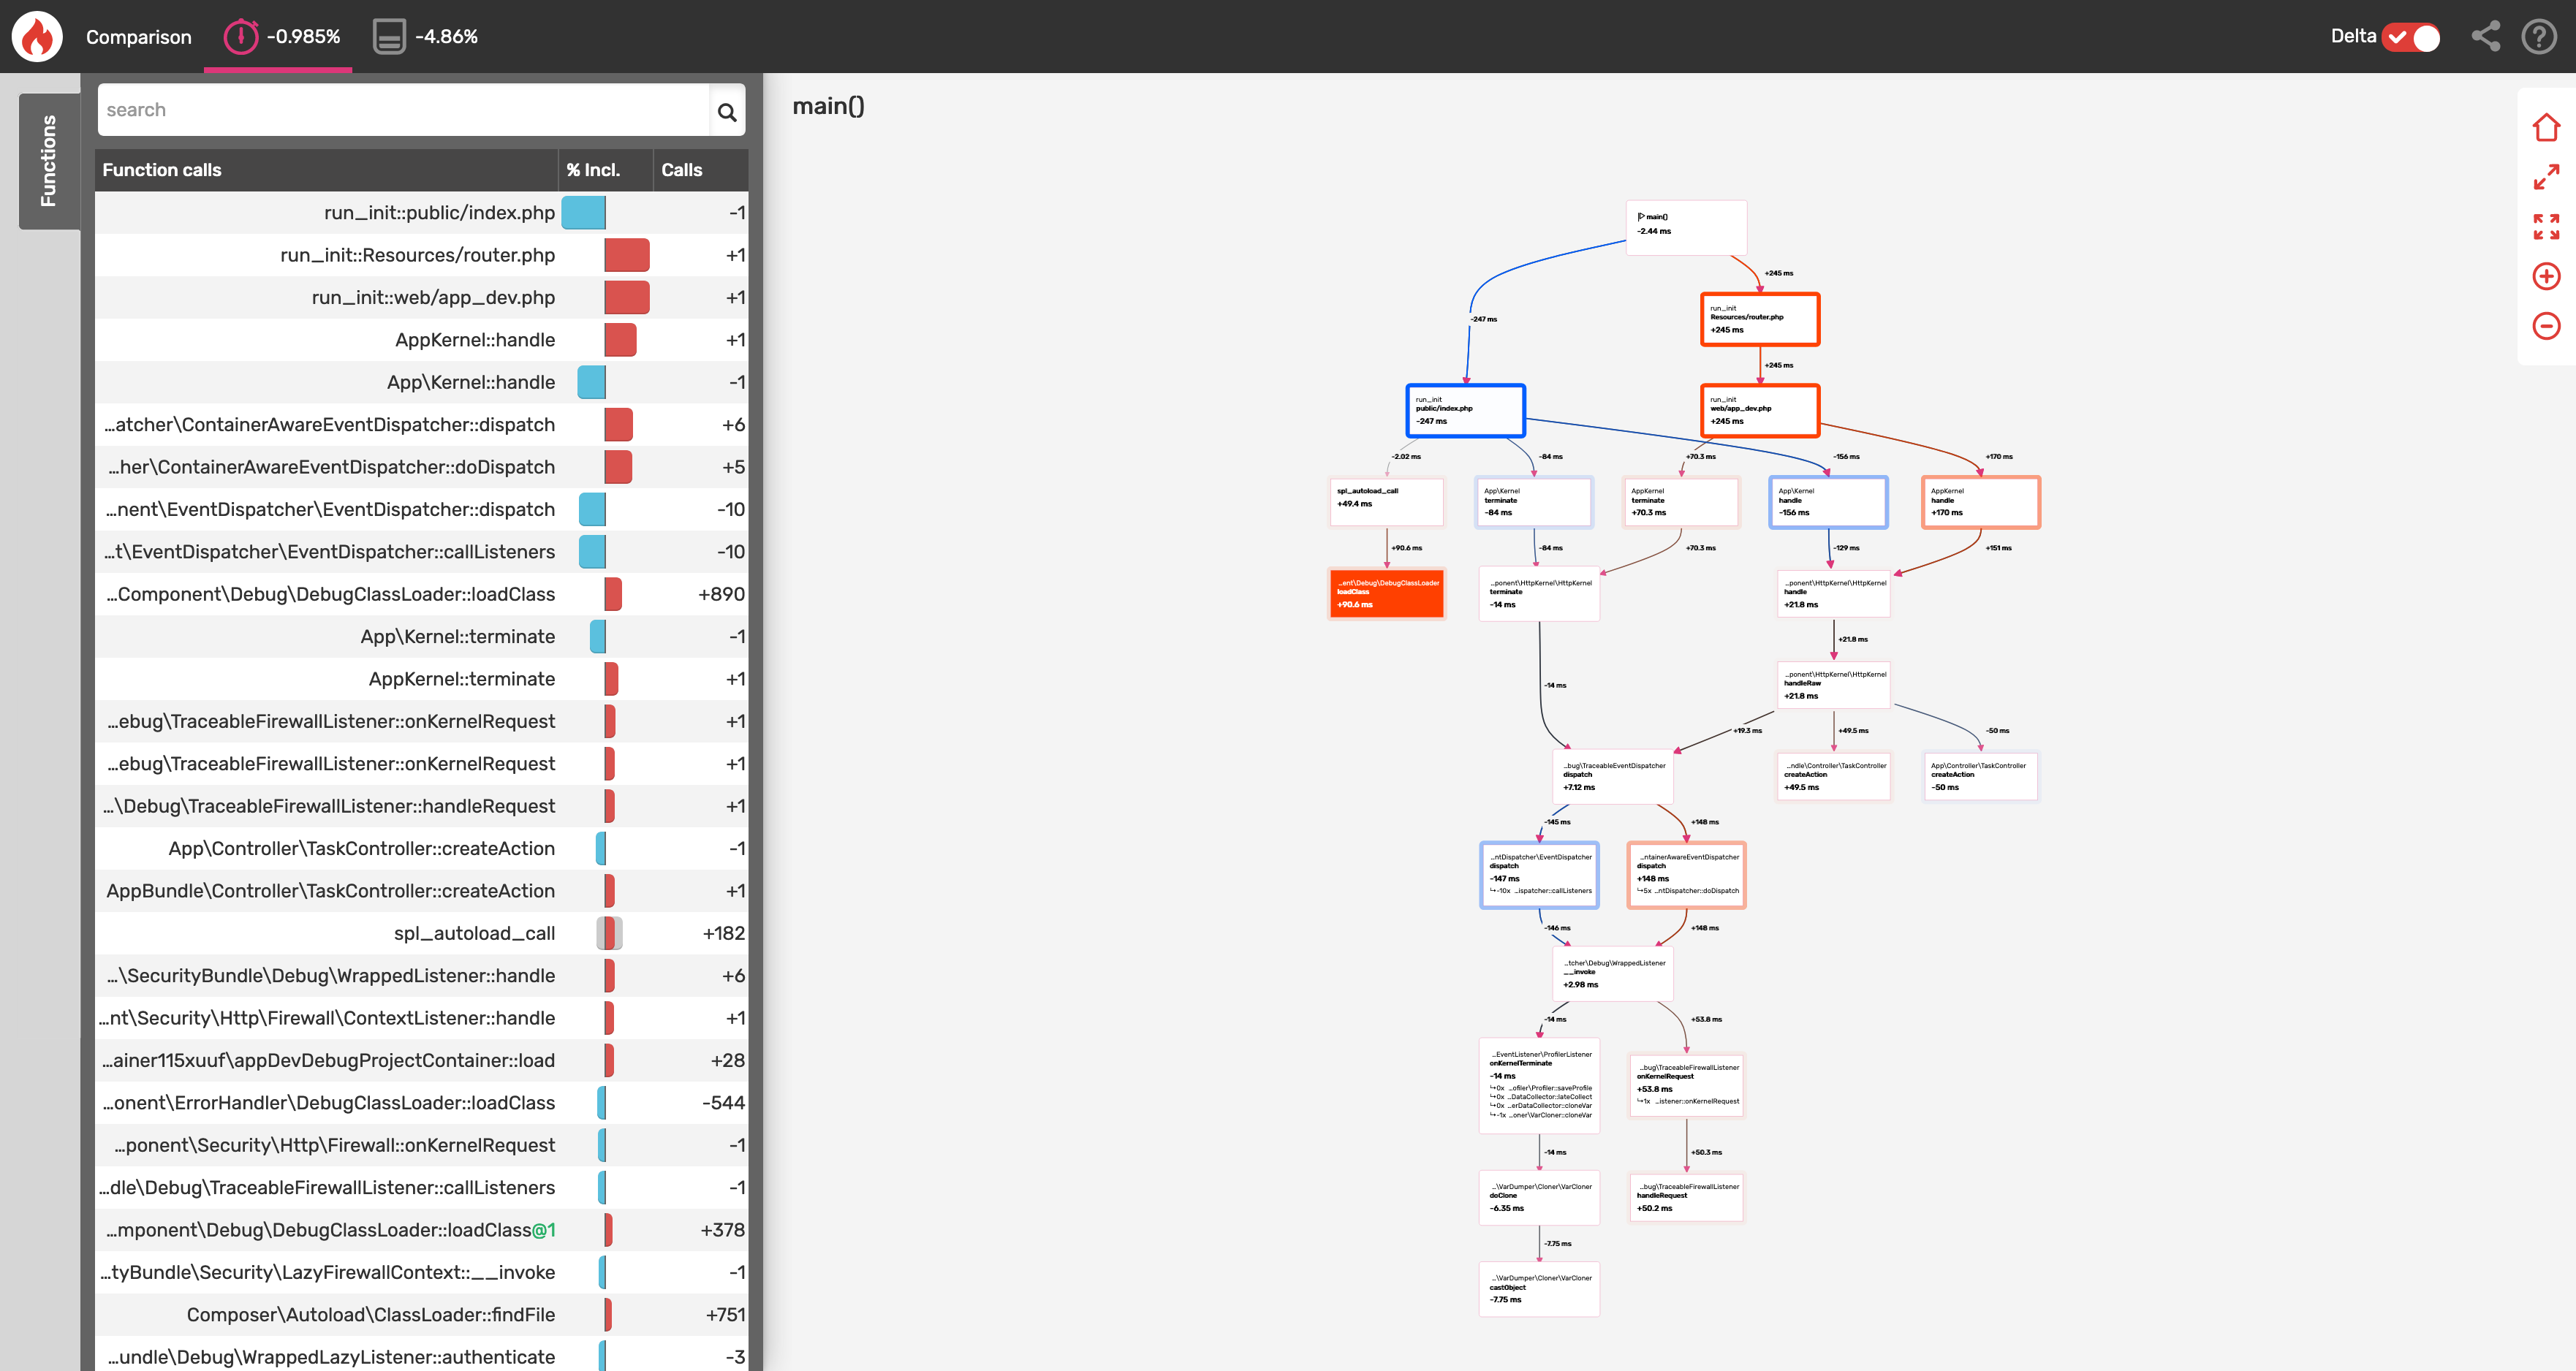 Comparison
-0.985%
-4.86%
Delta
Functions
search
Function calls % Incl. Calls
run_init::public/index.php -1
run_init::Resources/router.php +1
run_init::web/app_dev.php +1
AppKernel::handle +1
App\Kernel::handle -1
…atcher\ContainerAwareEventDispatcher::dispatch +6
…her\ContainerAwareEventDispatcher::doDispatch +5
…nent\EventDispatcher\EventDispatcher::dispatch -10
…t\EventDispatcher\EventDispatcher::callListeners -10
…Component\Debug\DebugClassLoader::loadClass +890
App\Kernel::terminate -1
AppKernel::terminate +1
…ebug\TraceableFirewallListener::onKernelRequest +1
…ebug\TraceableFirewallListener::onKernelRequest +1
…\Debug\TraceableFirewallListener::handleRequest +1
App\Controller\TaskController::createAction -1
AppBundle\Controller\TaskController::createAction +1
spl_autoload_call +182
…\SecurityBundle\Debug\WrappedListener::handle +6
…nt\Security\Http\Firewall\ContextListener::handle +1
…ainer115xuuf\appDevDebugProjectContainer::load +28
…onent\ErrorHandler\DebugClassLoader::loadClass -544
…ponent\Security\Http\Firewall::onKernelRequest -1
…dle\Debug\TraceableFirewallListener::callListeners -1
…mponent\Debug\DebugClassLoader::loadClass@1 +378
…tyBundle\Security\LazyFirewallContext::__invoke -1
Composer\Autoload\ClassLoader::findFile +751
…undle\Debug\WrappedLazyListener::authenticate -3
main()
main()
-2.44 ms
+245 ms
-247 ms
run_init
Resources/router.php
+245 ms
+245 ms
run_init
public/index.php
-247 ms
run_init
web/app_dev.php
+245 ms
-2.02 ms
-84 ms
+70.3 ms
-156 ms
+170 ms
spl_autoload_call
+49.4 ms
App\Kernel
terminate
-84 ms
AppKernel
terminate
+70.3 ms
App\Kernel
handle
-156 ms
AppKernel
handle
+170 ms
+90.6 ms
-84 ms
+70.3 ms
-129 ms
+151 ms
…ent\Debug\DebugClassLoader
loadClass
+90.6 ms
…ponent\HttpKernel\HttpKernel
terminate
-14 ms
…ponent\HttpKernel\HttpKernel
handle
+21.8 ms
+21.8 ms
-14 ms
…ponent\HttpKernel\HttpKernel
handleRaw
+21.8 ms
+19.3 ms
+49.5 ms
-50 ms
…bug\TraceableEventDispatcher
dispatch
+7.12 ms
…ndle\Controller\TaskController
createAction
+49.5 ms
App\Controller\TaskController
createAction
-50 ms
-145 ms
+148 ms
…ntDispatcher\EventDispatcher
dispatch
-147 ms
↳-10x …ispatcher::callListeners
…ntainerAwareEventDispatcher
dispatch
+148 ms
↳5x …ntDispatcher::doDispatch
-146 ms
+148 ms
…tcher\Debug\WrappedListener
__invoke
+2.98 ms
-14 ms
+53.8 ms
…EventListener\ProfilerListener
onKernelTerminate
-14 ms
↳0x …ofiler\Profiler::saveProfile
↳0x …DataCollector::lateCollect
↳0x …erDataCollector::cloneVar
↳-1x …oner\VarCloner::cloneVar
…bug\TraceableFirewallListener
onKernelRequest
+53.8 ms
↳1x …istener::onKernelRequest
-14 ms
+50.3 ms
…\VarDumper\Cloner\VarCloner
doClone
-6.35 ms
…bug\TraceableFirewallListener
handleRequest
+50.2 ms
-7.75 ms
…\VarDumper\Cloner\VarCloner
castObject
-7.75 ms